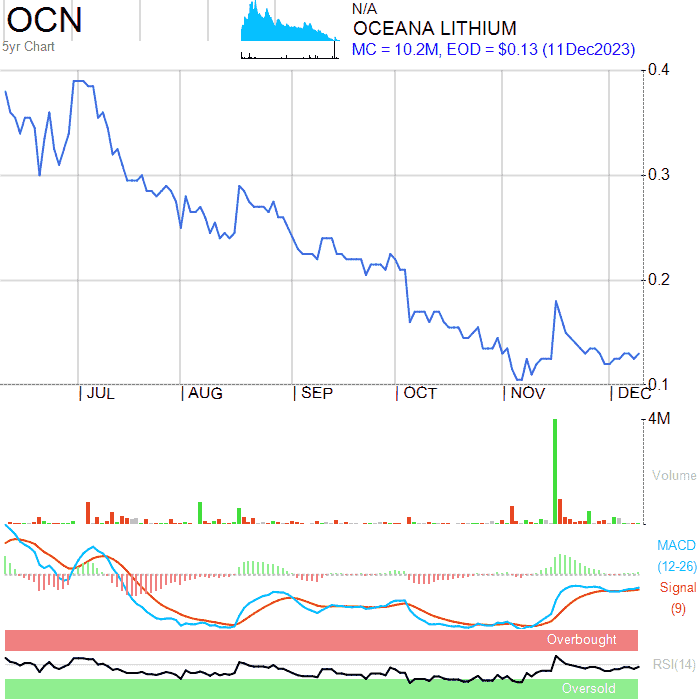 OCN
5yr Chart
N/A
OCEANA LITHIUM
MC = 10.2M, EOD = $0.13 (11Dec2023)
0.4
0.3
0.2
0.1
JUL AUG SEP OCT NOV DEC
4M
Volume
MACD
(12-26)
Signal
(9)
Overbought
RSI(14)
Oversold